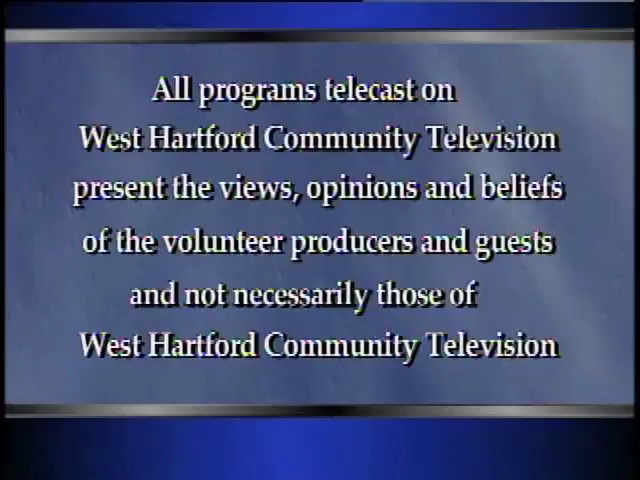 All programs telecast on
West Hartford Community Television
present the views, opinions and beliefs
of the volunteer producers and guests
and not necessarily those of
West Hartford Community Television